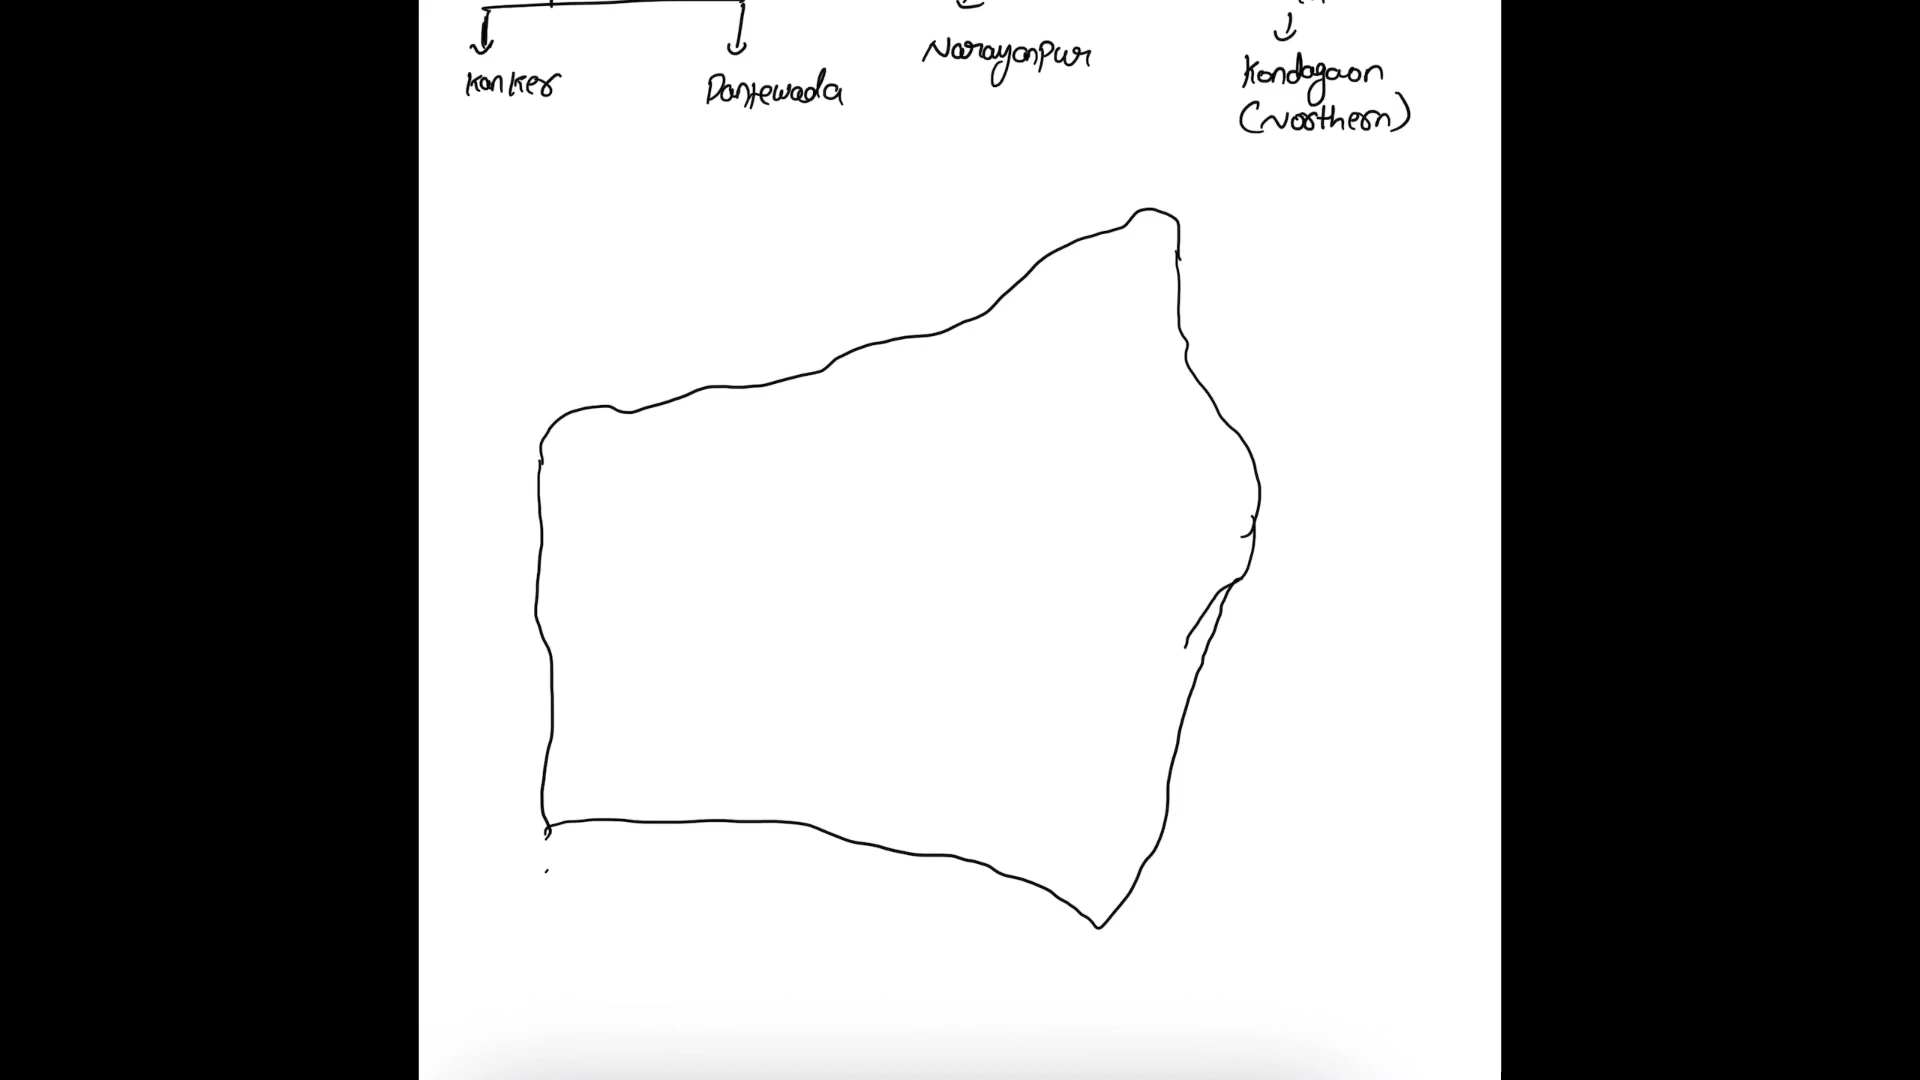 Kanker
Dantewada
Narayanpur
Kondagaon
(Northern)